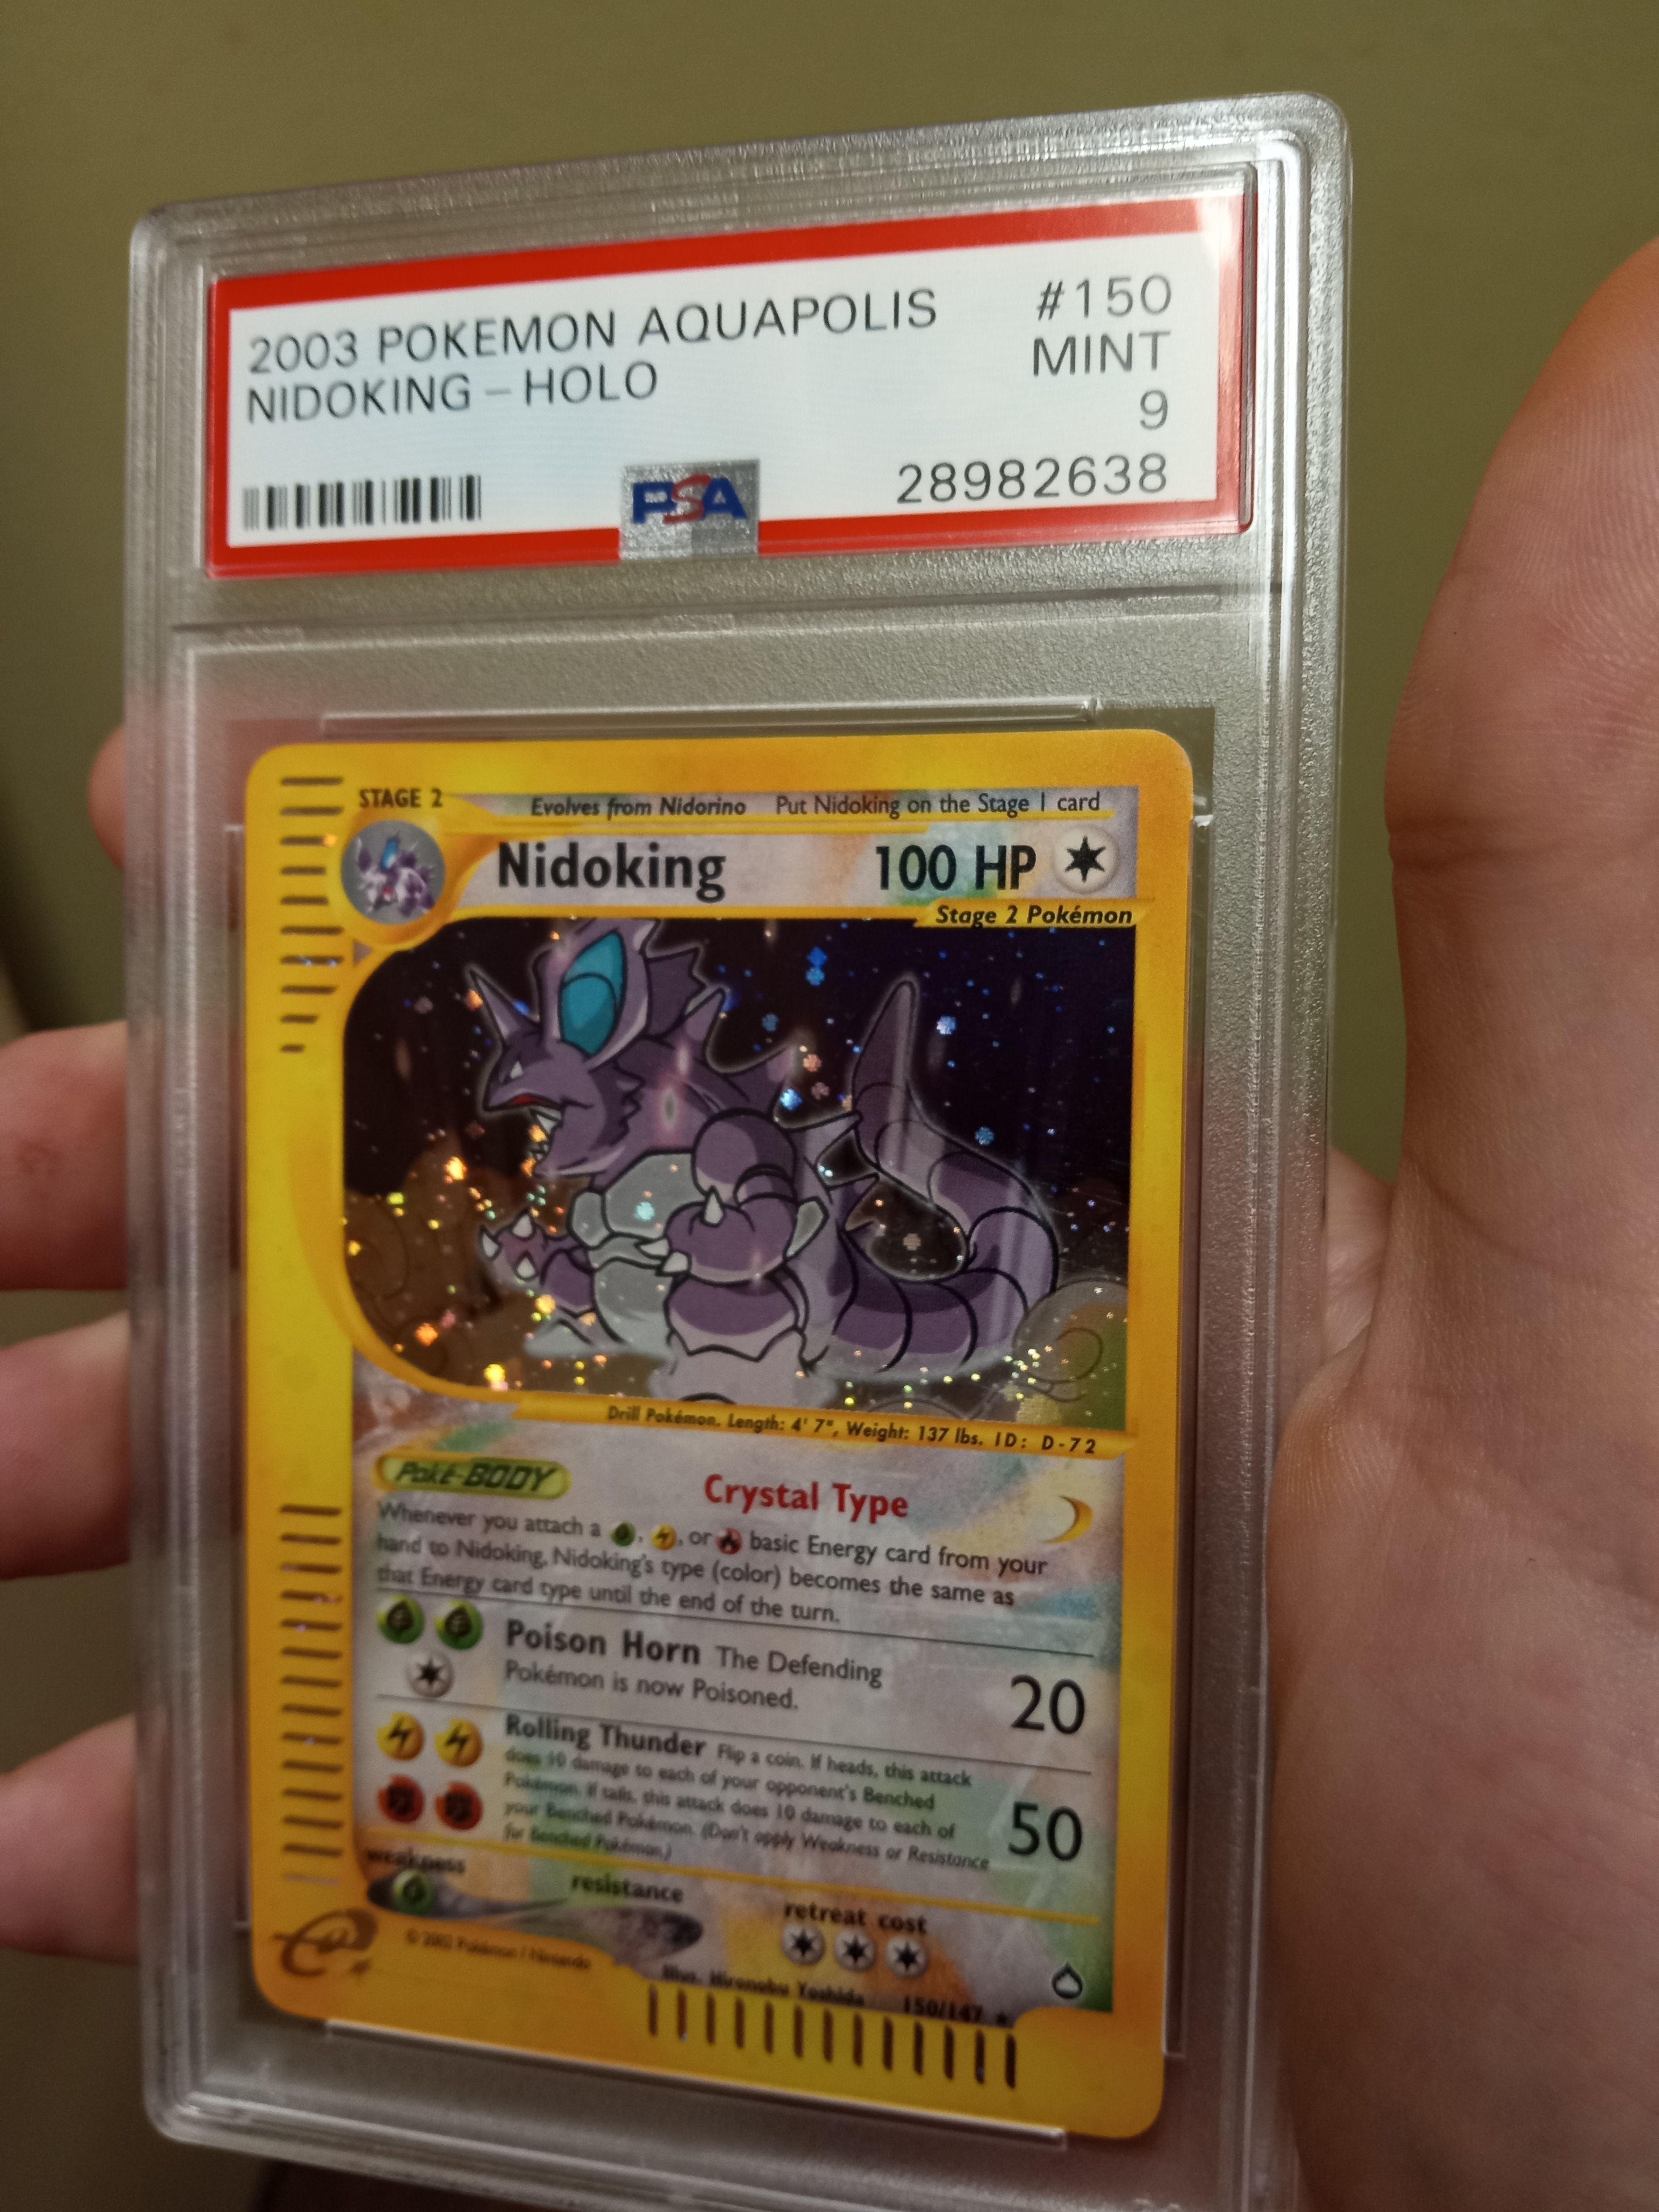 2003 POKEMON AQUAPOLIS #150
NIDOKING - HOLO MINT
9
PSA 28982638
STAGE 2 Evolves from Nidorino Put Nidoking on the Stage 1 card
Nidoking 100 HP
Stage 2 Pokémon
Drill Pokémon. Length: 4' 7", Weight: 137 lbs. ID: D-72
Poké-BODY Crystal Type
Whenever you attach a , , or basic Energy card from your
hand to Nidoking, Nidoking's type (color) becomes the same as
that Energy card type until the end of the turn.
Poison Horn The Defending
Pokémon is now Poisoned. 20
Rolling Thunder Flip a coin. If heads, this attack
does 10 damage to each of your opponent's Benched
Pokémon. If tails, this attack does 10 damage to each of
your Benched Pokémon. (Don't apply Weakness or Resistance
for Benched Pokémon.) 50
weakness resistance retreat cost
e
© 2002 Pokémon / Nintendo
Illus. Hironobu Yoshida 150/147 ★